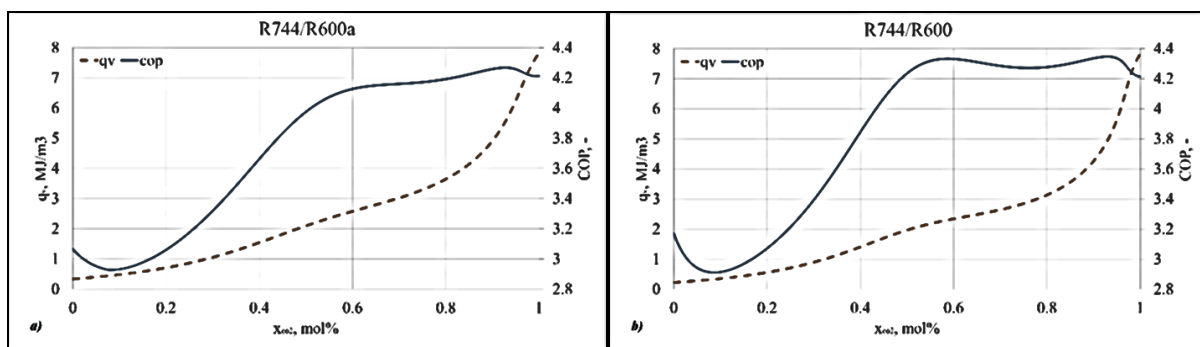 R744/R600a
8 4.4
-qv cop
7 4.2
6 4
5 3.8
4 3.6
3 3.4
2 3.2
1 3
0 2.8
0 0.2 0.4 0.6 0.8 1
q, MJ/m3
COP, -
a) xco2, mol%
R744/R600
8 4.4
-qv cop
7 4.2
6 4
5 3.8
4 3.6
3 3.4
2 3.2
1 3
0 2.8
0 0.2 0.4 0.6 0.8 1
q, MJ/m3
COP, -
b) xco2, mol%